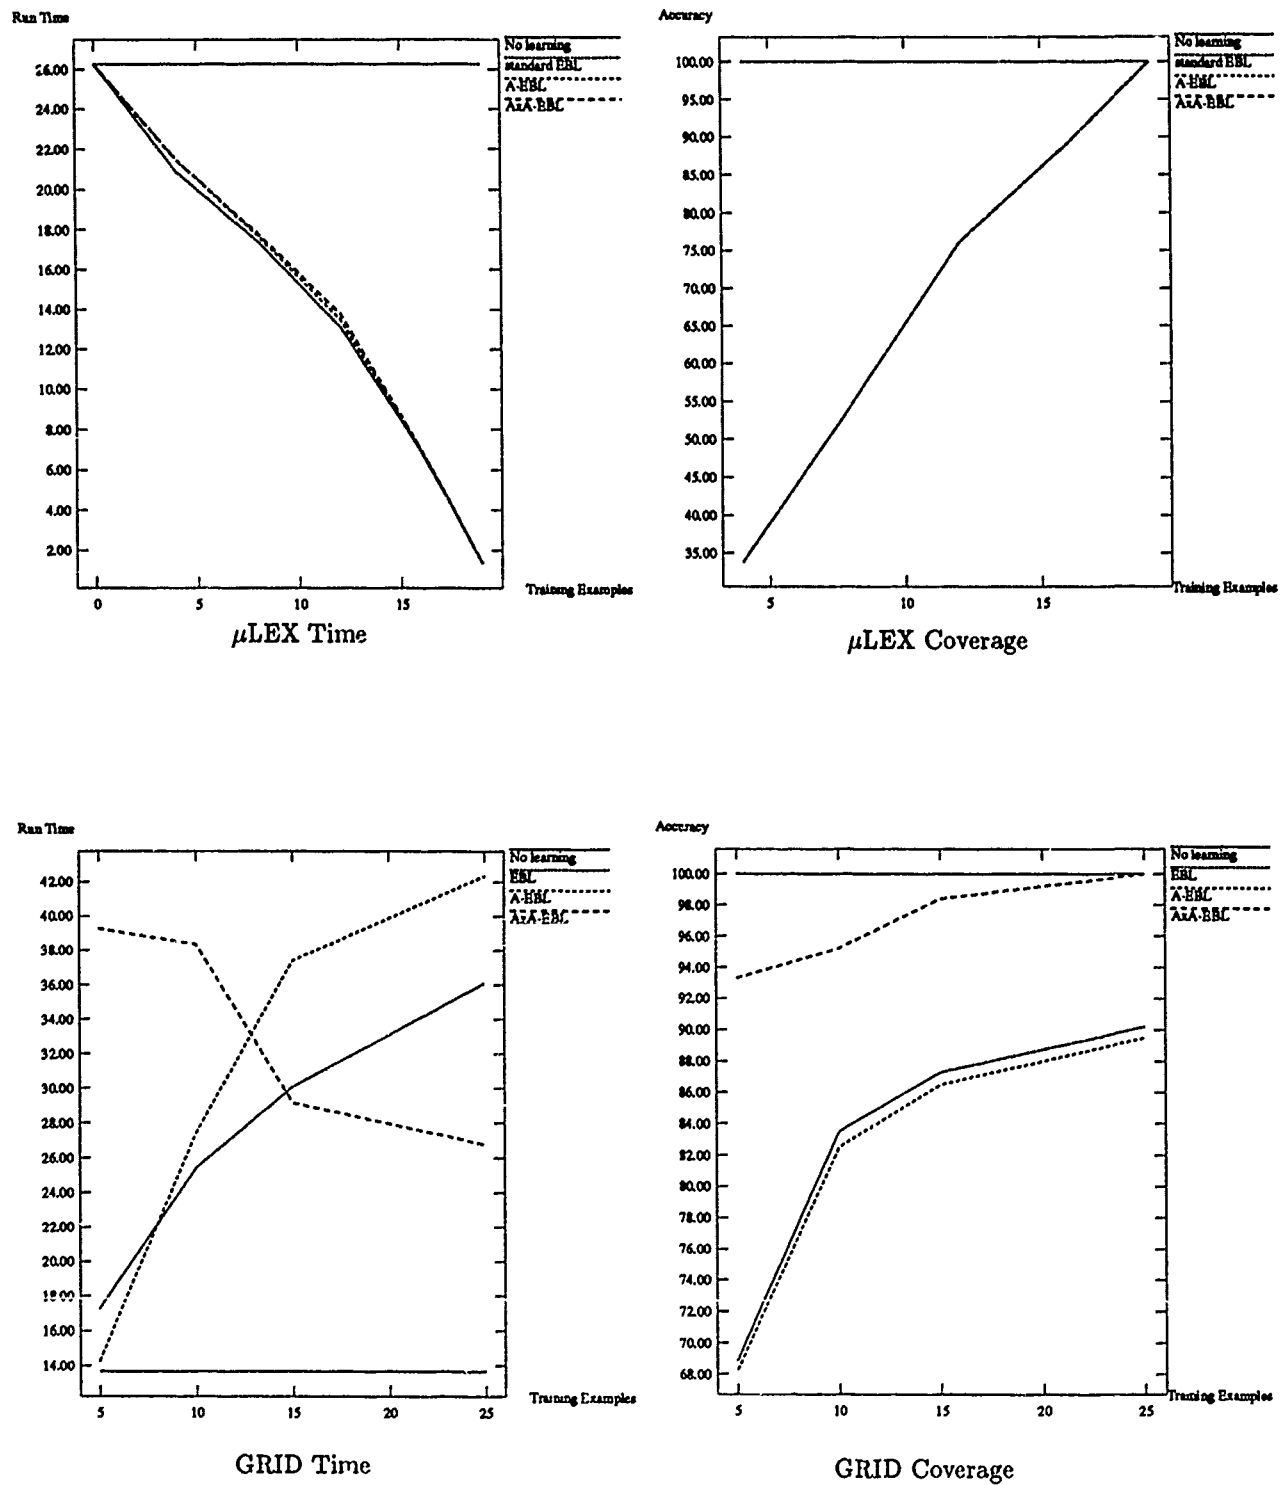 Run Time
No learning
standard EBL
A-EBL
AxA-EBL
26.00
24.00
22.00
20.00
18.00
16.00
14.00
12.00
10.00
8.00
6.00
4.00
2.00
0
5
10
15
Training Examples
μLEX Time
Accuracy
No learning
standard EBL
A-EBL
AxA-EBL
100.00
95.00
90.00
85.00
80.00
75.00
70.00
65.00
60.00
55.00
50.00
45.00
40.00
35.00
5
10
15
Training Examples
μLEX Coverage
Run Time
No learning
EBL
A-EBL
AxA-EBL
42.00
40.00
38.00
36.00
34.00
32.00
30.00
28.00
26.00
24.00
22.00
20.00
18.00
16.00
14.00
5
10
15
20
25
Training Examples
GRID Time
Accuracy
No learning
EBL
A-EBL
AxA-EBL
100.00
98.00
96.00
94.00
92.00
90.00
88.00
86.00
84.00
82.00
80.00
78.00
76.00
74.00
72.00
70.00
68.00
5
10
15
20
25
Training Examples
GRID Coverage